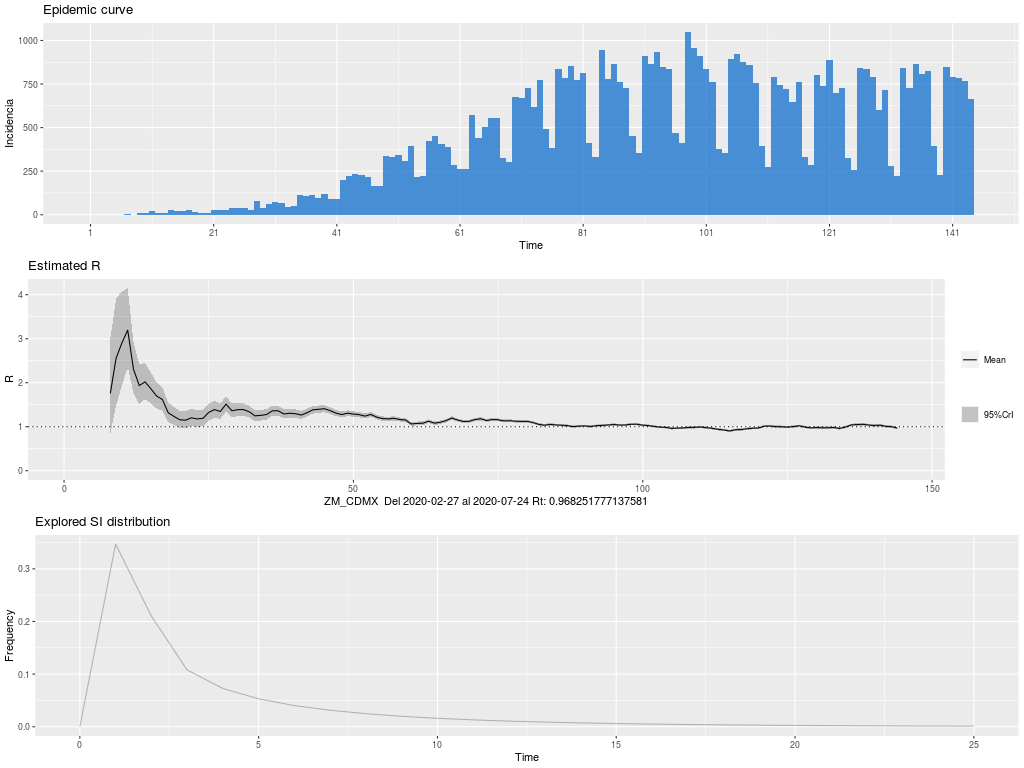 Epidemic curve
1000
750
500
250
0
Incidencia
1 21 41 61 81 101 121 141
Time
Estimated R
4
3
2
1
0
R
Mean
95%CrI
0 50 100 150
ZM_CDMX Del 2020-02-27 al 2020-07-24 Rt: 0.968251777137581
Explored SI distribution
0.3
0.2
0.1
0.0
Frequency
0 5 10 15 20 25
Time